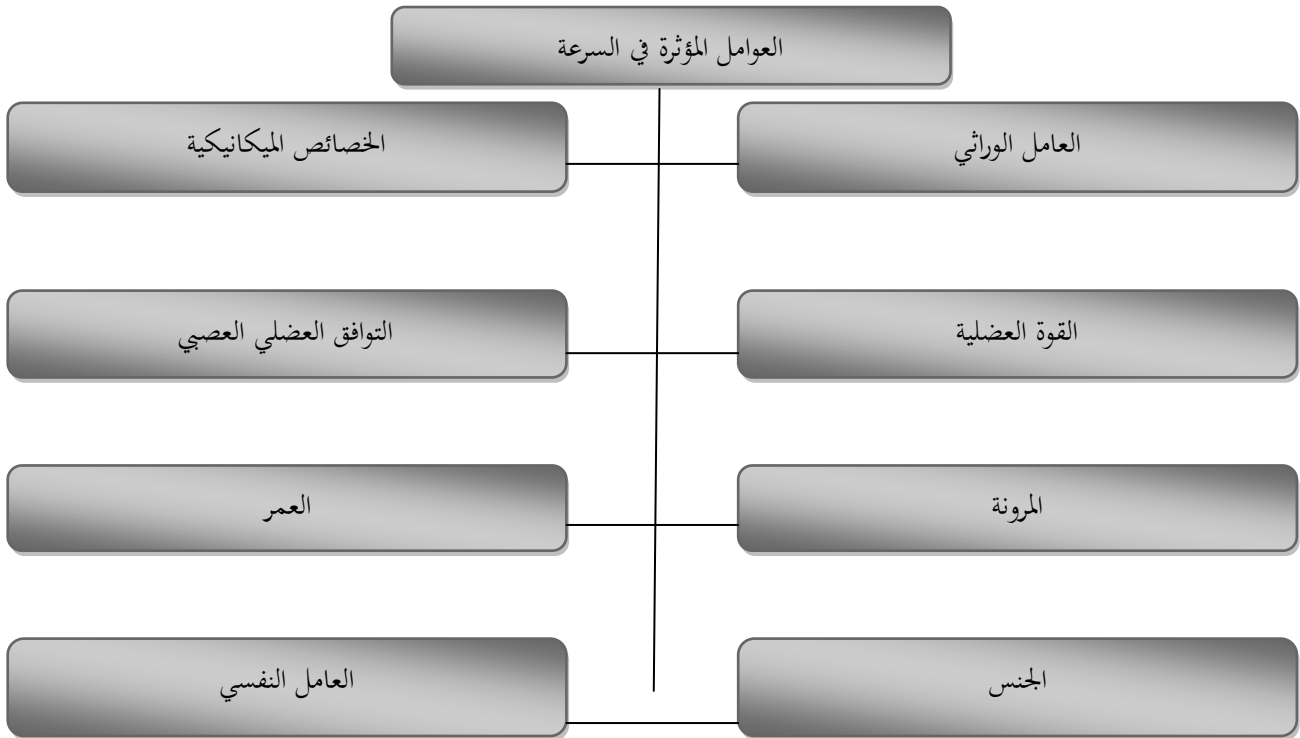 العوامل المؤثرة في السرعة
العامل الوراثي
الخصائص الميكانيكية
القوة العضلية
التوافق العضلي العصبي
المرونة
العمر
الجنس
العامل النفسي